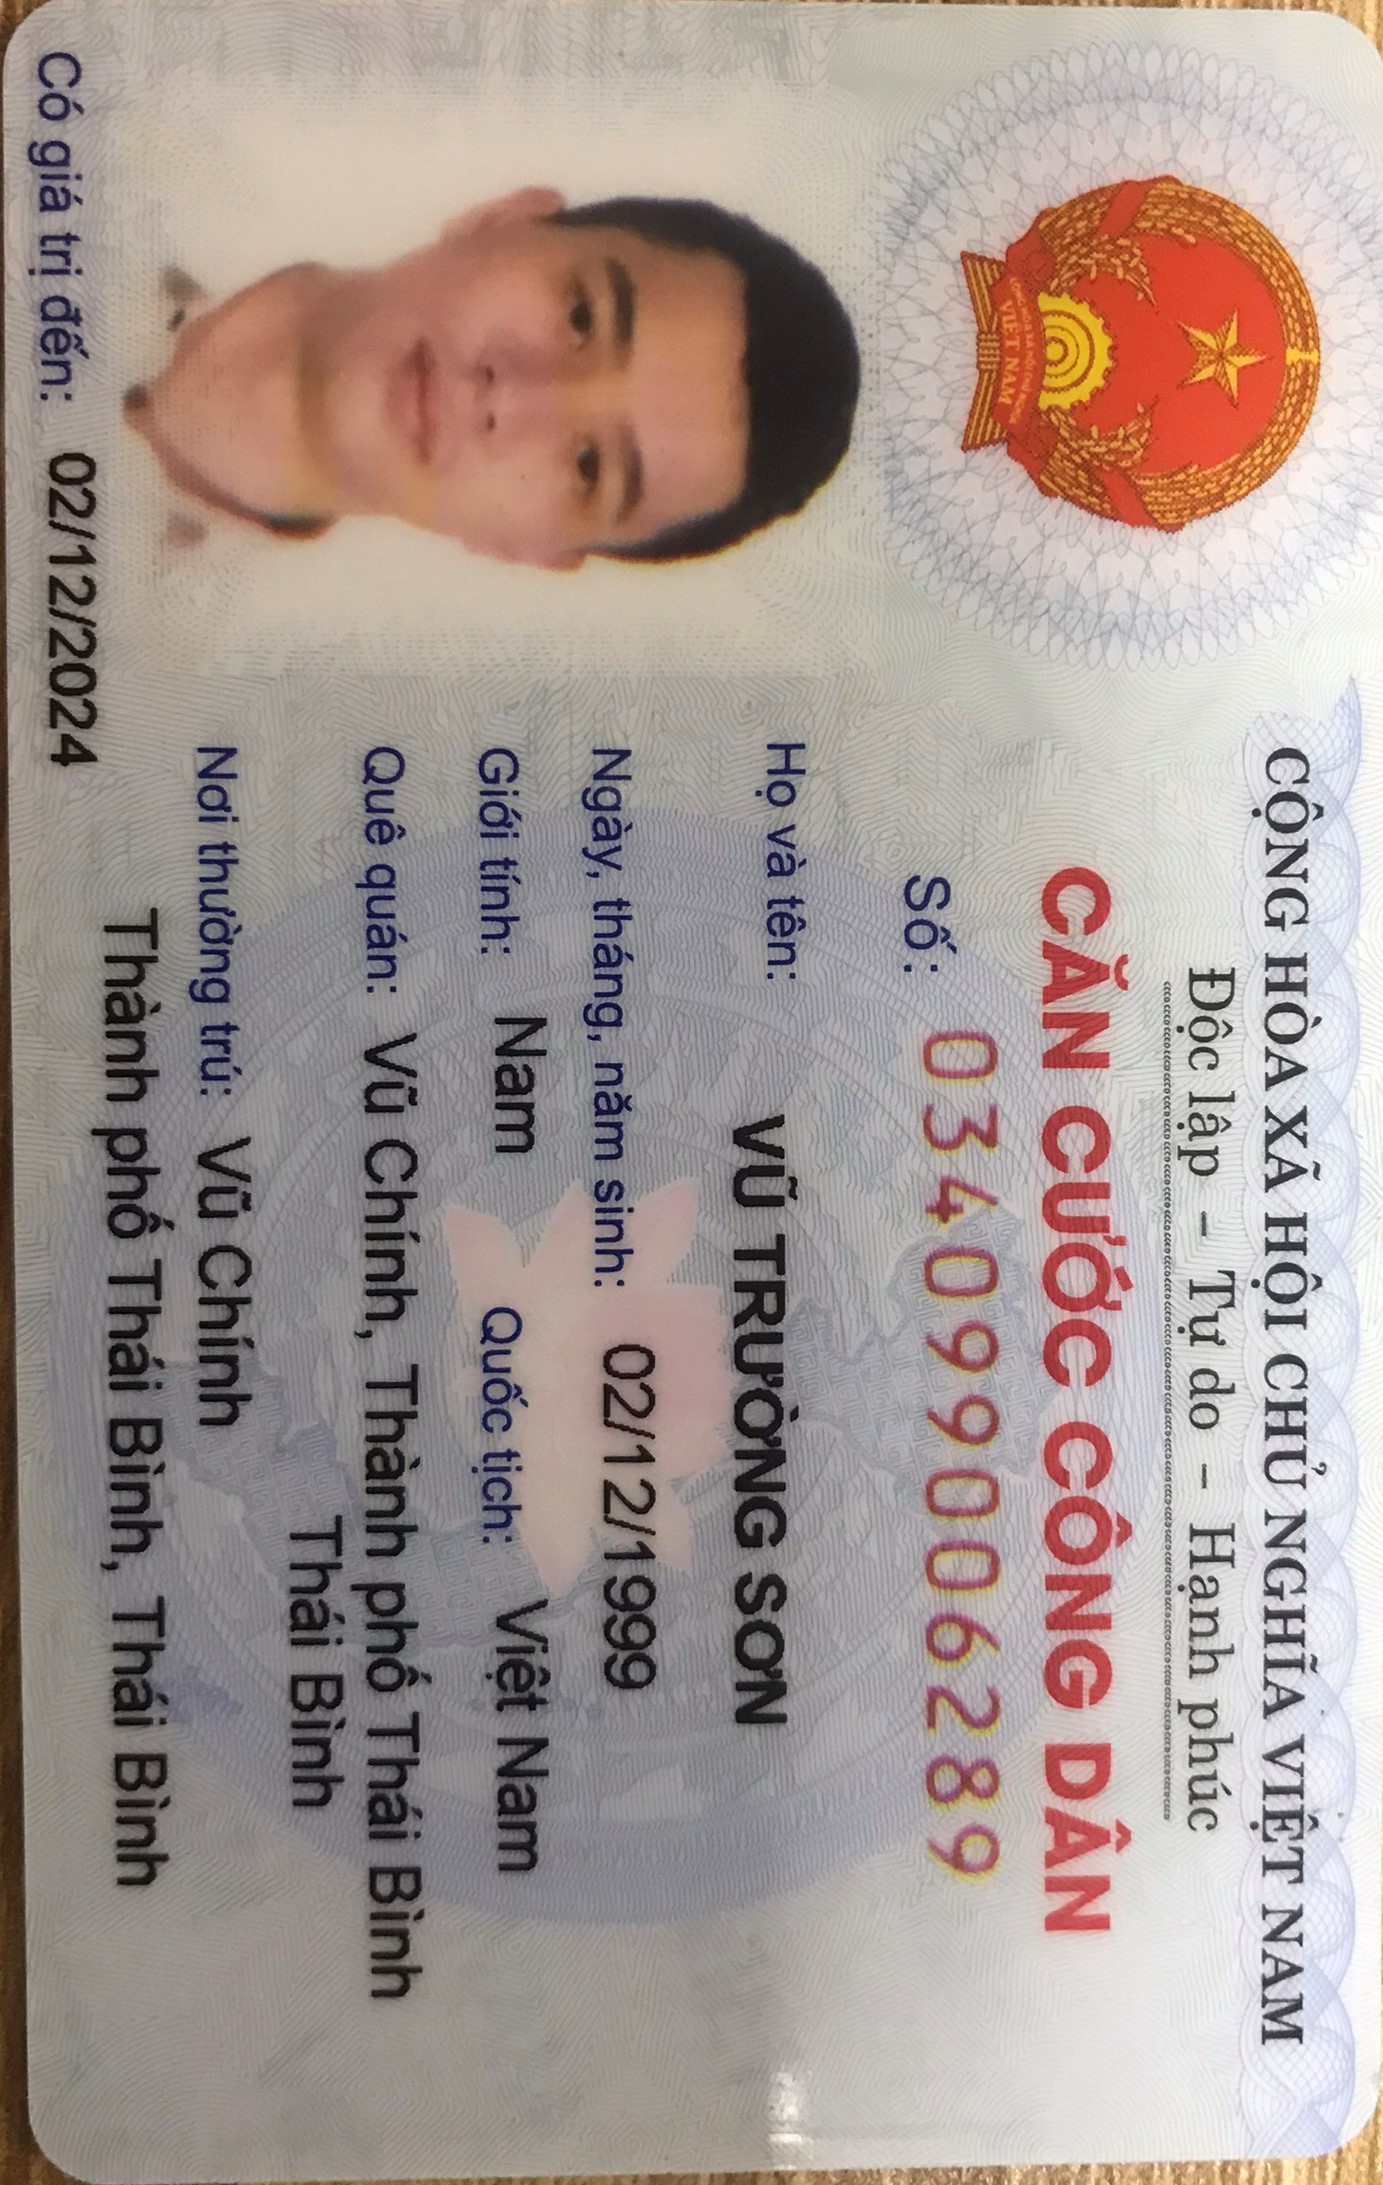 CỘNG HÒA XÃ HỘI CHỦ NGHĨA VIỆT NAM
Độc lập - Tự do - Hạnh phúc
CĂN CƯỚC CÔNG DÂN
Số: 034099006289
Họ và tên: VŨ TRƯỜNG SƠN
Ngày, tháng, năm sinh: 02/12/1999
Giới tính: Nam Quốc tịch: Việt Nam
Quê quán: Vũ Chính, Thành phố Thái Bình
Thái Bình
Nơi thường trú: Vũ Chính
Thành phố Thái Bình, Thái Bình
Có giá trị đến: 02/12/2024
VIỆT NAM